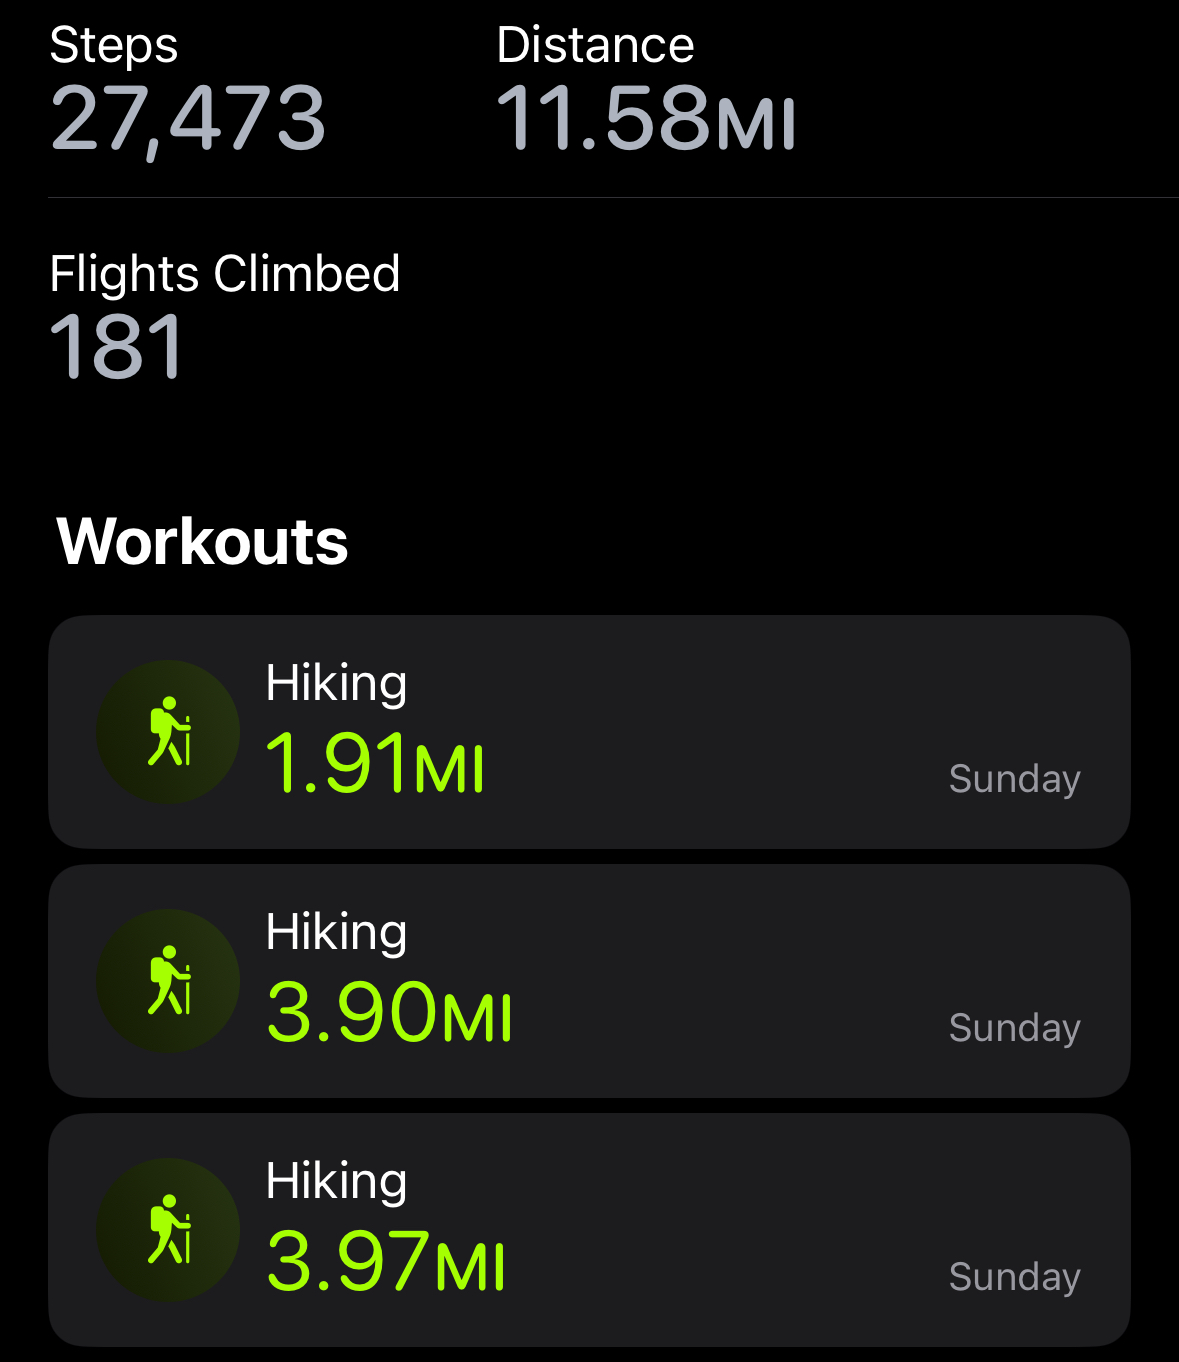 Steps Distance
27,473 11.58MI
Flights Climbed
181
Workouts
Hiking
1.91MI
Sunday
Hiking
3.90MI
Sunday
Hiking
3.97MI
Sunday